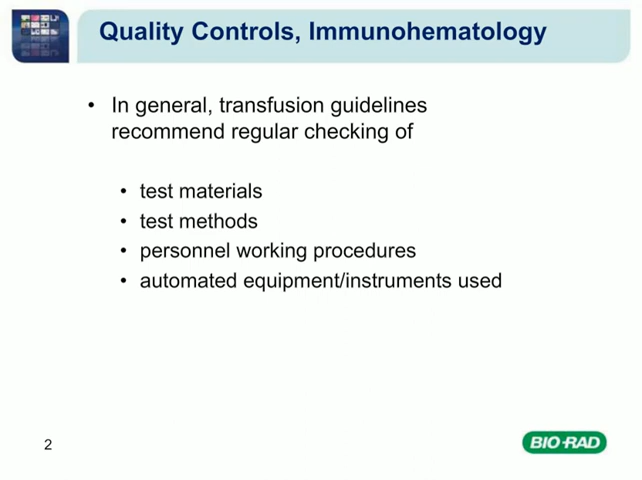 Quality Controls, Immunohematology
• In general, transfusion guidelines
recommend regular checking of
• test materials
• test methods
• personnel working procedures
• automated equipment/instruments used
2
BIO-RAD